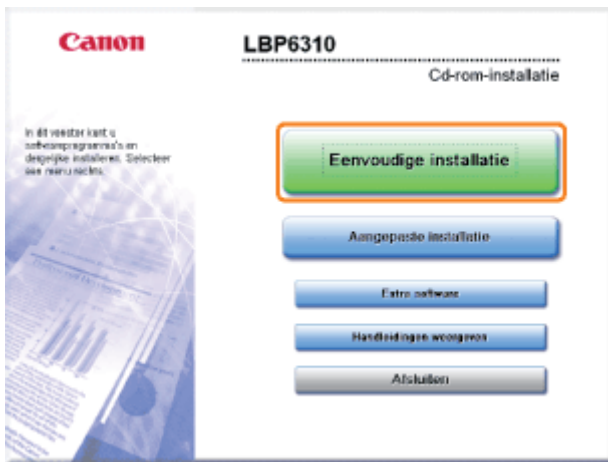 Canon
LBP6310
Cd-rom-installatie
In dit venster kunt u
softwareprogramma's en
dergelijke installeren. Selecteer
een menu rechts.
Eenvoudige installatie
Aangepaste installatie
Extra software
Handleidingen weergeven
Afsluiten